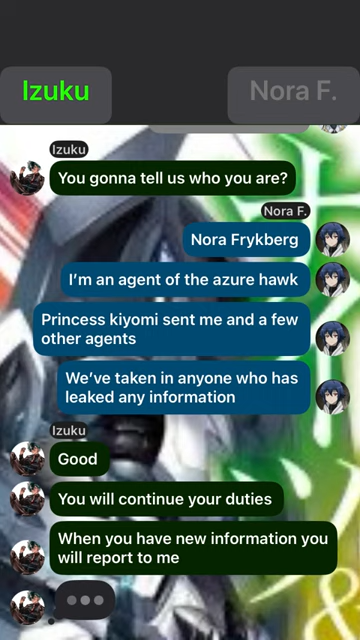 Izuku
Nora F.
Izuku
You gonna tell us who you are?
Nora F.
Nora Frykberg
I'm an agent of the azure hawk
Princess kiyomi sent me and a few
other agents
We've taken in anyone who has
leaked any information
Izuku
Good
You will continue your duties
When you have new information you
will report to me